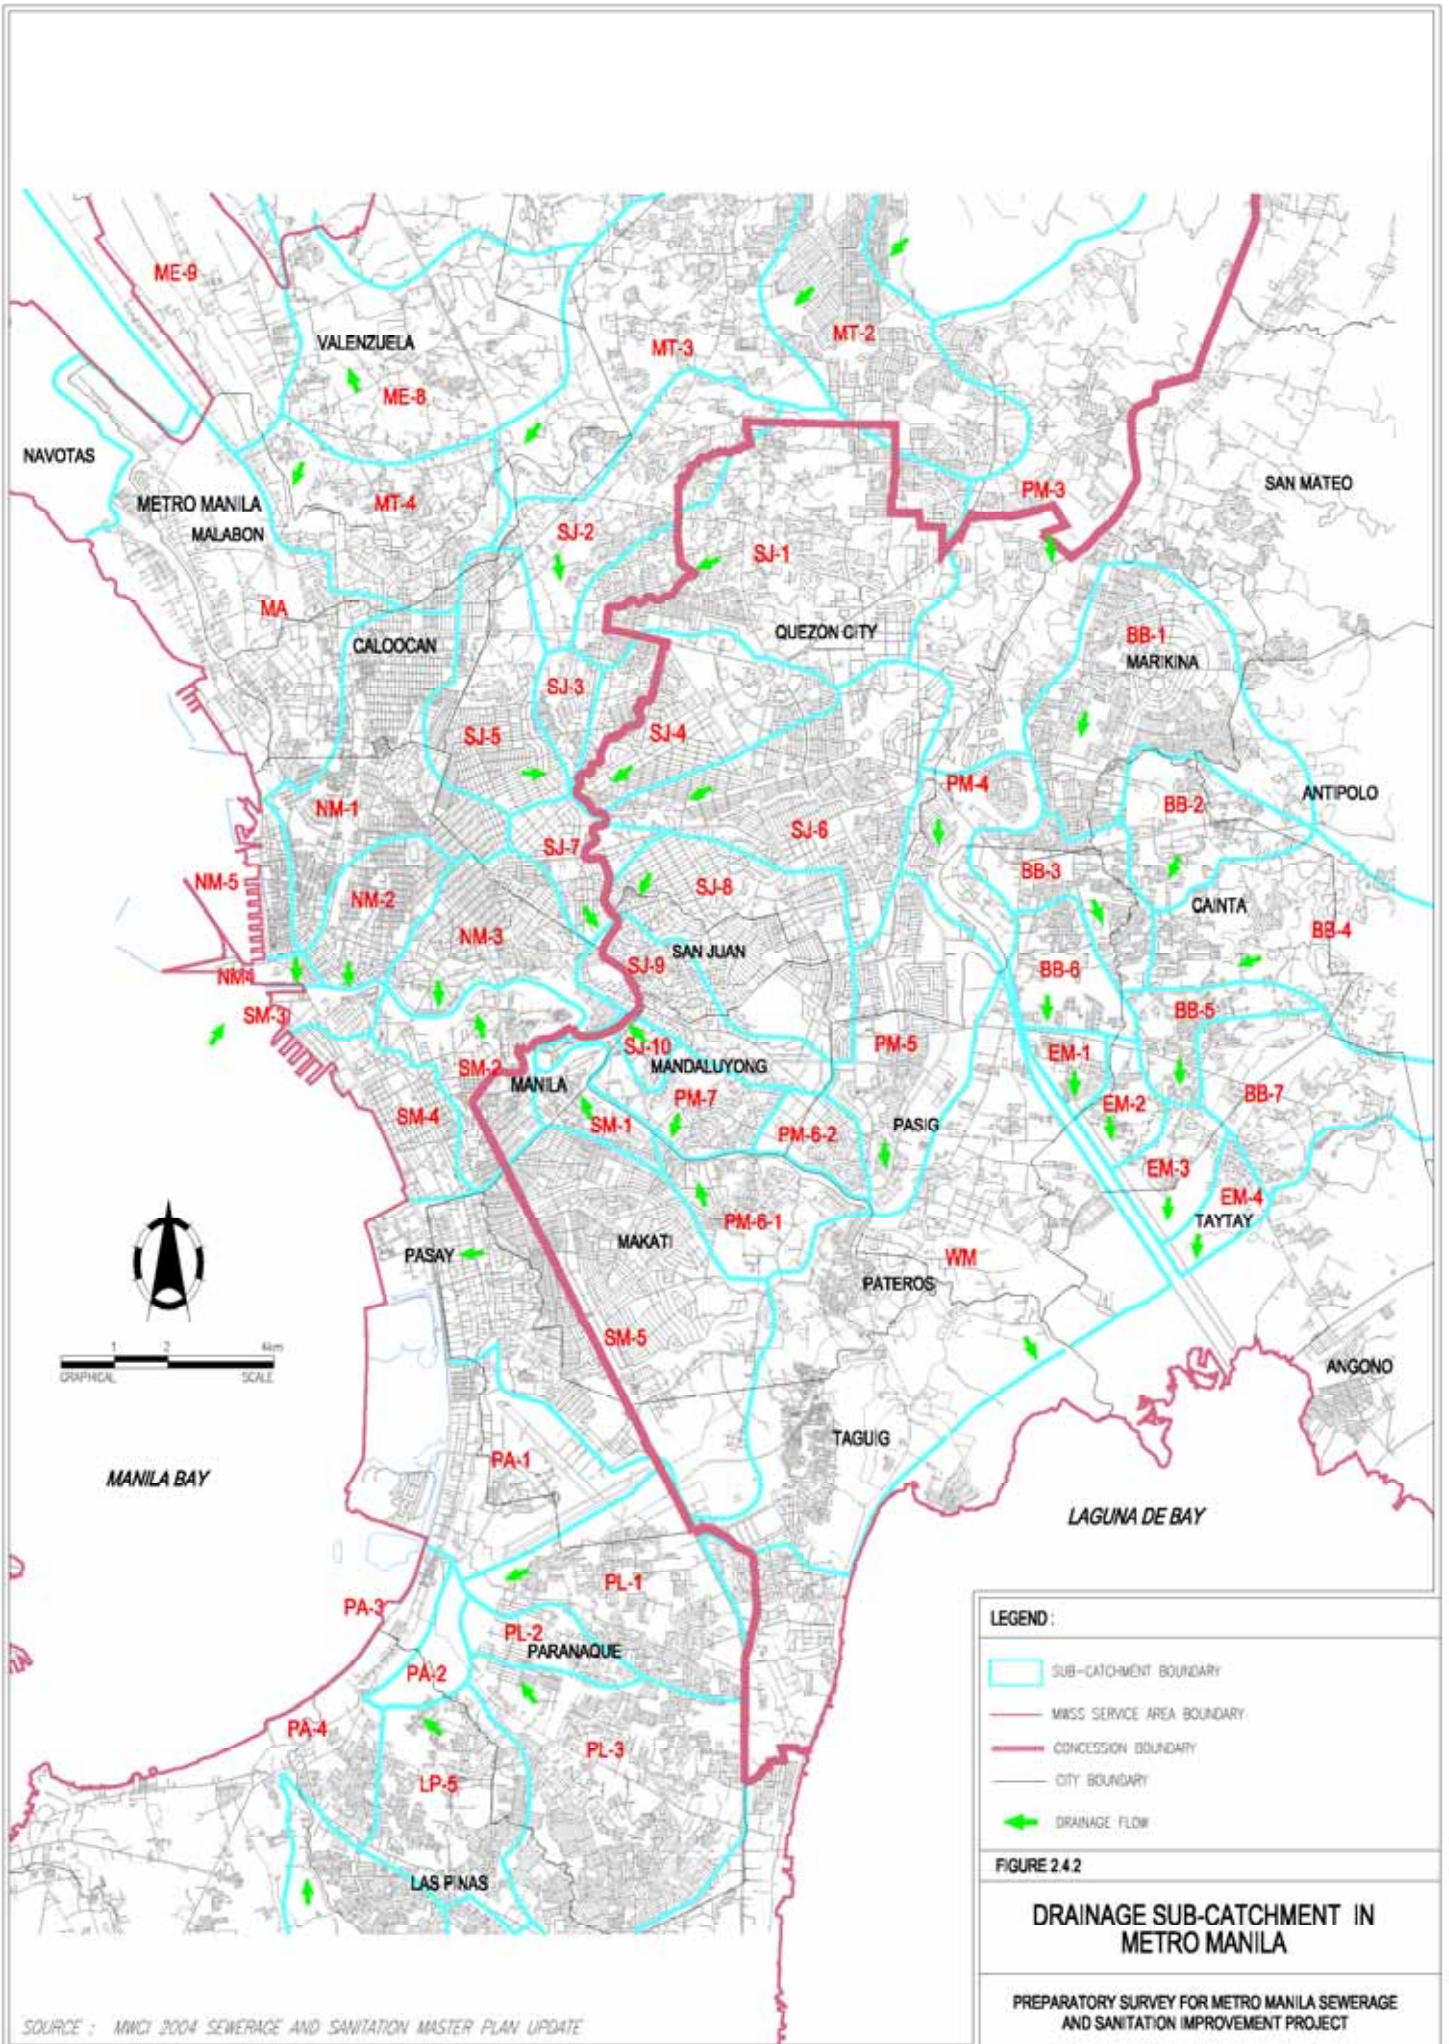 ME-9
MT-2
VALENZUELA
MT-3
ME-8
NAVOTAS
SAN MATEO
PM-3
METRO MANILA
MT-4
MALABON
SJ-2
SJ-1
MA
QUEZON CITY
BB-1
CALOOCAN
MARIKINA
SJ-3
SJ-5
SJ-4
PM-4
ANTIPOLO
BB-2
NM-1
SJ-6
SJ-7
BB-3
NM-5
SJ-8
NM-2
CAINTA
BB-4
NM-3
SAN JUAN
SJ-9
BB-6
NM4
BB-5
SM-3
PM-5
SJ-10
EM-1
SM-2
MANDALUYONG
MANILA
BB-7
PM-7
EM-2
SM-4
SM-1
PASIG
PM-6-2
EM-3
EM-4
PM-6-1
TAYTAY
MAKATI
PASAY
WM
PATEROS
SM-5
1 2 4km
GRAPHICAL SCALE
ANGONO
TAGUIG
PA-1
MANILA BAY
LAGUNA DE BAY
PL-1
PA-3
PL-2
PARANAQUE
PA-2
PA-4
PL-3
LP-5
LAS PINAS
LEGEND :
SUB-CATCHMENT BOUNDARY
MWSS SERVICE AREA BOUNDARY
CONCESSION BOUNDARY
CITY BOUNDARY
DRAINAGE FLOW
FIGURE 2.4.2
DRAINAGE SUB-CATCHMENT IN
METRO MANILA
PREPARATORY SURVEY FOR METRO MANILA SEWERAGE
AND SANITATION IMPROVEMENT PROJECT
SOURCE : MWCI 2004 SEWERAGE AND SANITATION MASTER PLAN UPDATE